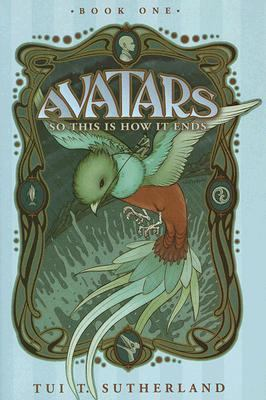 · BOOK ONE ·
AVATARS
SO THIS IS HOW IT ENDS
TUI T. SUTHERLAND